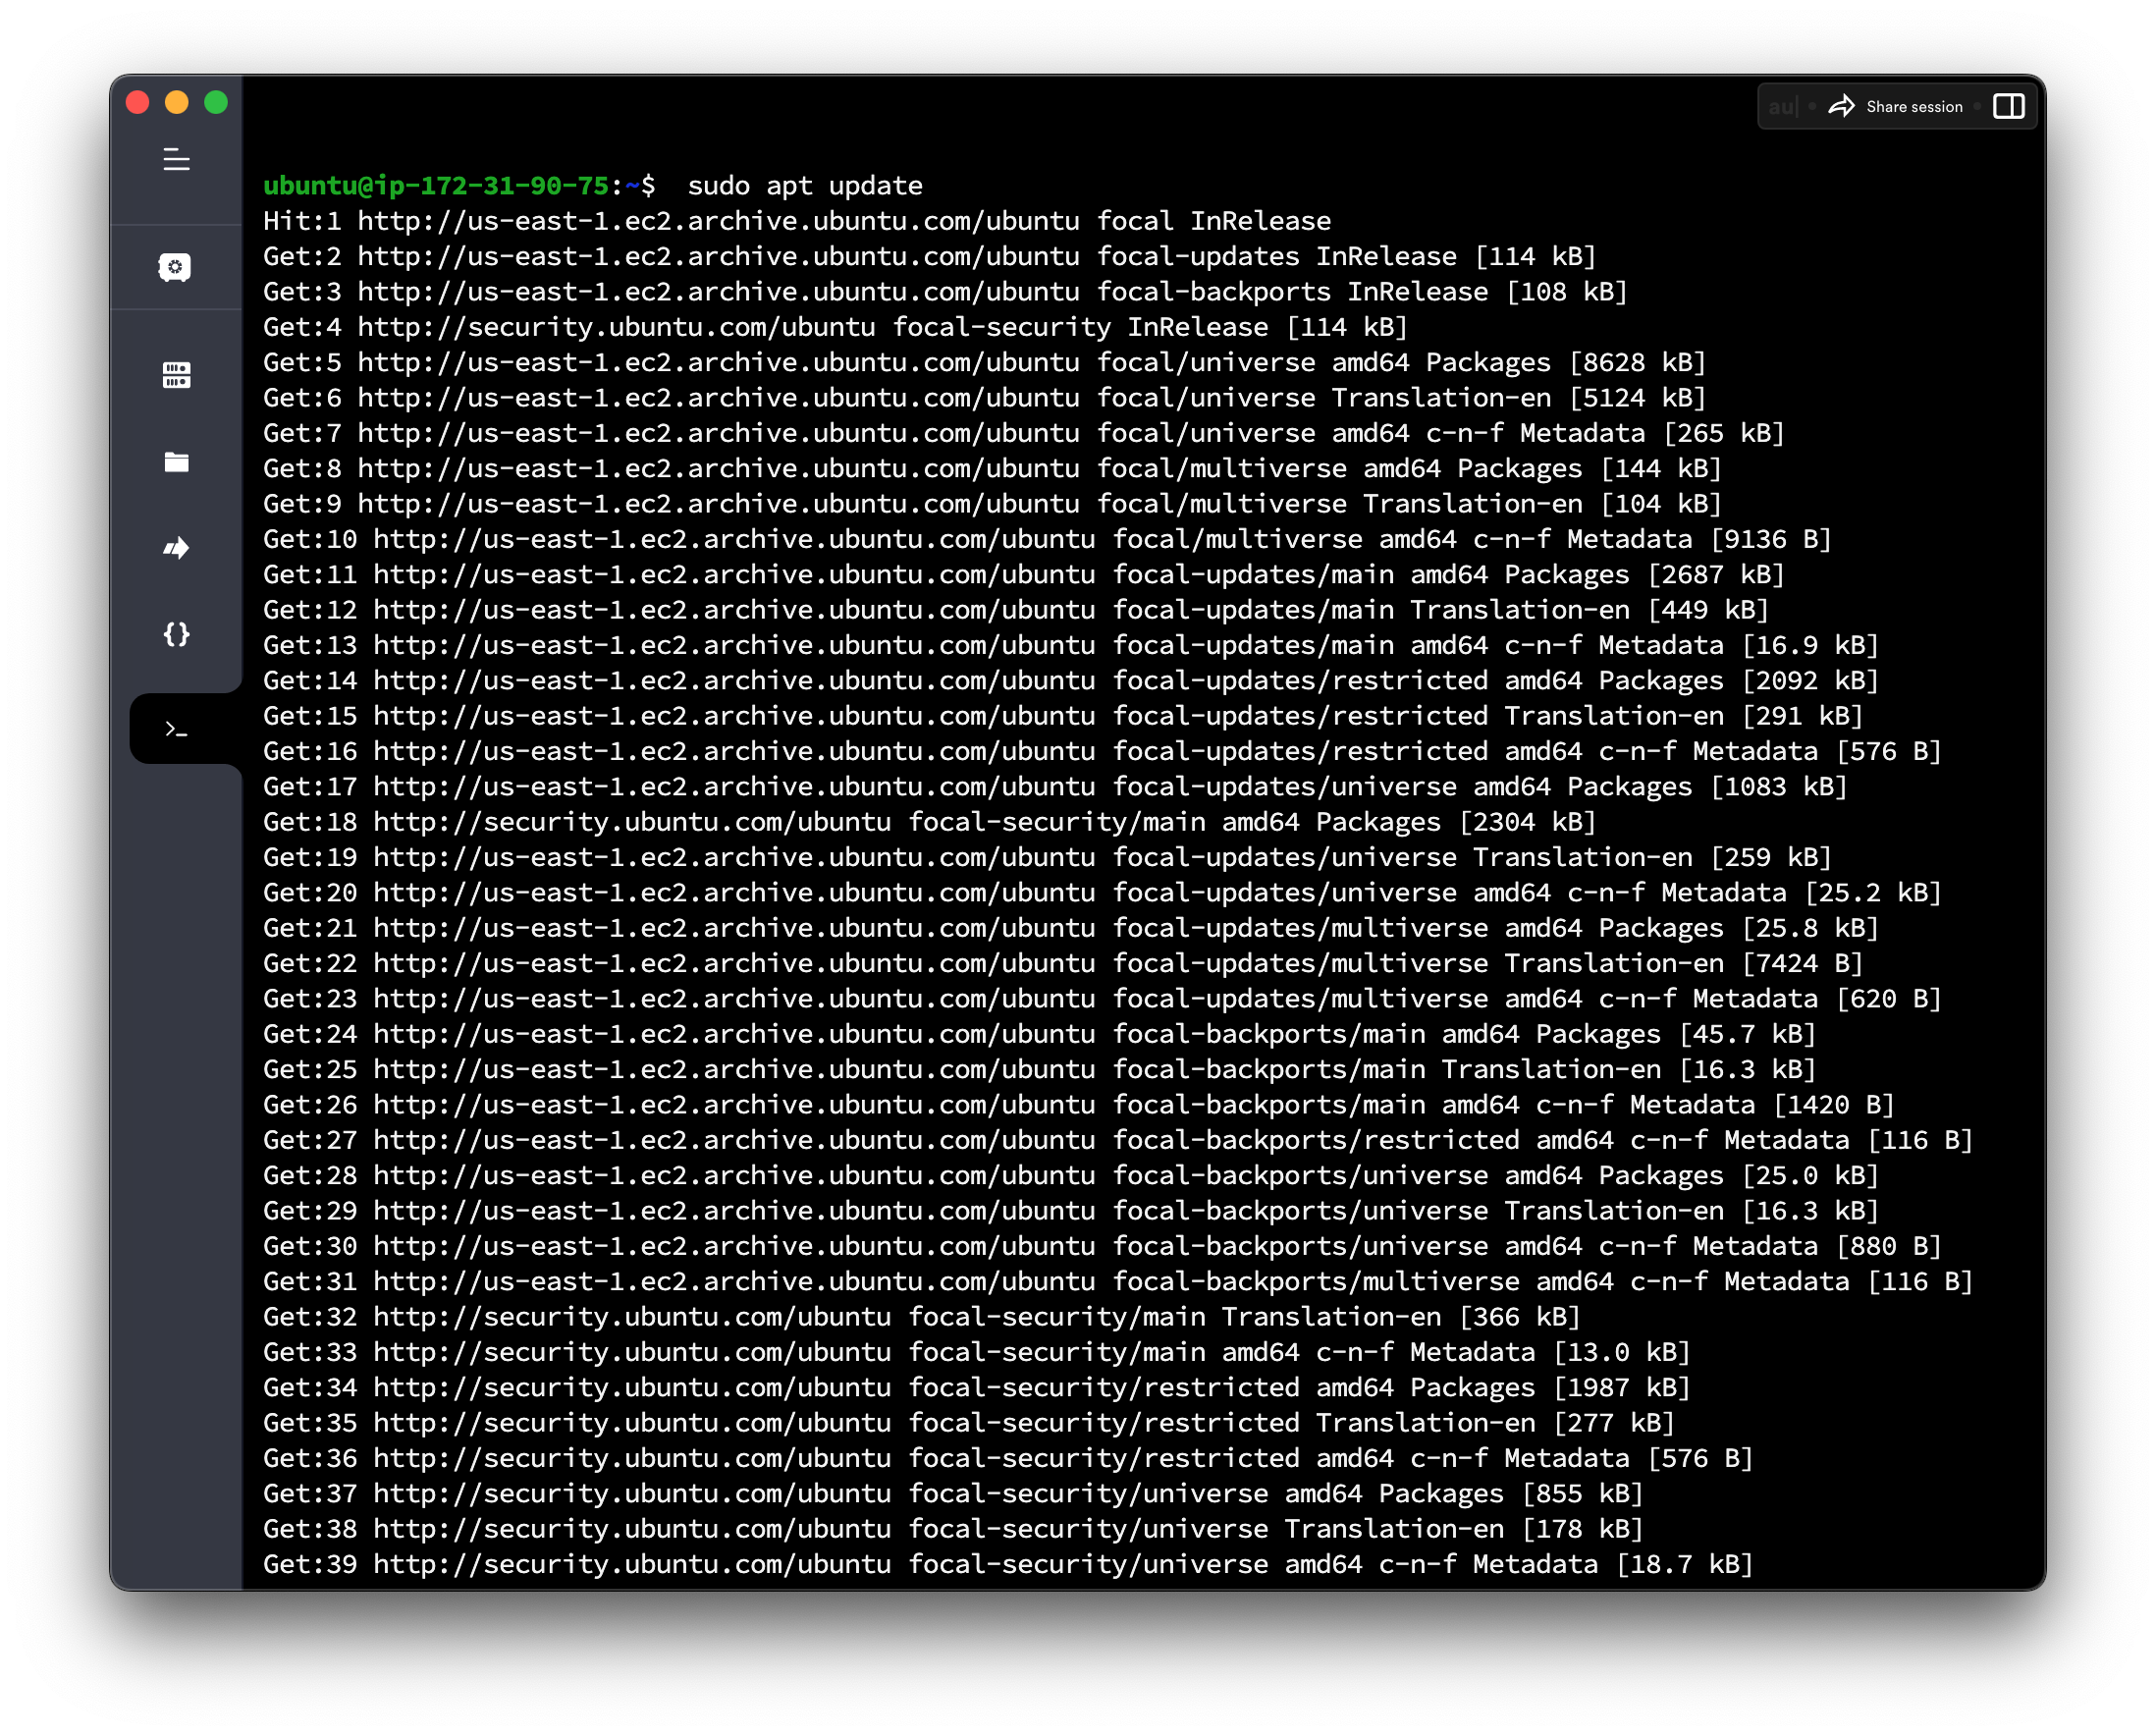 au
Share session
ubuntu@ip-172-31-90-75:~$  sudo apt update
Hit:1 http://us-east-1.ec2.archive.ubuntu.com/ubuntu focal InRelease
Get:2 http://us-east-1.ec2.archive.ubuntu.com/ubuntu focal-updates InRelease [114 kB]
Get:3 http://us-east-1.ec2.archive.ubuntu.com/ubuntu focal-backports InRelease [108 kB]
Get:4 http://security.ubuntu.com/ubuntu focal-security InRelease [114 kB]
Get:5 http://us-east-1.ec2.archive.ubuntu.com/ubuntu focal/universe amd64 Packages [8628 kB]
Get:6 http://us-east-1.ec2.archive.ubuntu.com/ubuntu focal/universe Translation-en [5124 kB]
Get:7 http://us-east-1.ec2.archive.ubuntu.com/ubuntu focal/universe amd64 c-n-f Metadata [265 kB]
Get:8 http://us-east-1.ec2.archive.ubuntu.com/ubuntu focal/multiverse amd64 Packages [144 kB]
Get:9 http://us-east-1.ec2.archive.ubuntu.com/ubuntu focal/multiverse Translation-en [104 kB]
Get:10 http://us-east-1.ec2.archive.ubuntu.com/ubuntu focal/multiverse amd64 c-n-f Metadata [9136 B]
Get:11 http://us-east-1.ec2.archive.ubuntu.com/ubuntu focal-updates/main amd64 Packages [2687 kB]
Get:12 http://us-east-1.ec2.archive.ubuntu.com/ubuntu focal-updates/main Translation-en [449 kB]
Get:13 http://us-east-1.ec2.archive.ubuntu.com/ubuntu focal-updates/main amd64 c-n-f Metadata [16.9 kB]
Get:14 http://us-east-1.ec2.archive.ubuntu.com/ubuntu focal-updates/restricted amd64 Packages [2092 kB]
Get:15 http://us-east-1.ec2.archive.ubuntu.com/ubuntu focal-updates/restricted Translation-en [291 kB]
Get:16 http://us-east-1.ec2.archive.ubuntu.com/ubuntu focal-updates/restricted amd64 c-n-f Metadata [576 B]
Get:17 http://us-east-1.ec2.archive.ubuntu.com/ubuntu focal-updates/universe amd64 Packages [1083 kB]
Get:18 http://security.ubuntu.com/ubuntu focal-security/main amd64 Packages [2304 kB]
Get:19 http://us-east-1.ec2.archive.ubuntu.com/ubuntu focal-updates/universe Translation-en [259 kB]
Get:20 http://us-east-1.ec2.archive.ubuntu.com/ubuntu focal-updates/universe amd64 c-n-f Metadata [25.2 kB]
Get:21 http://us-east-1.ec2.archive.ubuntu.com/ubuntu focal-updates/multiverse amd64 Packages [25.8 kB]
Get:22 http://us-east-1.ec2.archive.ubuntu.com/ubuntu focal-updates/multiverse Translation-en [7424 B]
Get:23 http://us-east-1.ec2.archive.ubuntu.com/ubuntu focal-updates/multiverse amd64 c-n-f Metadata [620 B]
Get:24 http://us-east-1.ec2.archive.ubuntu.com/ubuntu focal-backports/main amd64 Packages [45.7 kB]
Get:25 http://us-east-1.ec2.archive.ubuntu.com/ubuntu focal-backports/main Translation-en [16.3 kB]
Get:26 http://us-east-1.ec2.archive.ubuntu.com/ubuntu focal-backports/main amd64 c-n-f Metadata [1420 B]
Get:27 http://us-east-1.ec2.archive.ubuntu.com/ubuntu focal-backports/restricted amd64 c-n-f Metadata [116 B]
Get:28 http://us-east-1.ec2.archive.ubuntu.com/ubuntu focal-backports/universe amd64 Packages [25.0 kB]
Get:29 http://us-east-1.ec2.archive.ubuntu.com/ubuntu focal-backports/universe Translation-en [16.3 kB]
Get:30 http://us-east-1.ec2.archive.ubuntu.com/ubuntu focal-backports/universe amd64 c-n-f Metadata [880 B]
Get:31 http://us-east-1.ec2.archive.ubuntu.com/ubuntu focal-backports/multiverse amd64 c-n-f Metadata [116 B]
Get:32 http://security.ubuntu.com/ubuntu focal-security/main Translation-en [366 kB]
Get:33 http://security.ubuntu.com/ubuntu focal-security/main amd64 c-n-f Metadata [13.0 kB]
Get:34 http://security.ubuntu.com/ubuntu focal-security/restricted amd64 Packages [1987 kB]
Get:35 http://security.ubuntu.com/ubuntu focal-security/restricted Translation-en [277 kB]
Get:36 http://security.ubuntu.com/ubuntu focal-security/restricted amd64 c-n-f Metadata [576 B]
Get:37 http://security.ubuntu.com/ubuntu focal-security/universe amd64 Packages [855 kB]
Get:38 http://security.ubuntu.com/ubuntu focal-security/universe Translation-en [178 kB]
Get:39 http://security.ubuntu.com/ubuntu focal-security/universe amd64 c-n-f Metadata [18.7 kB]